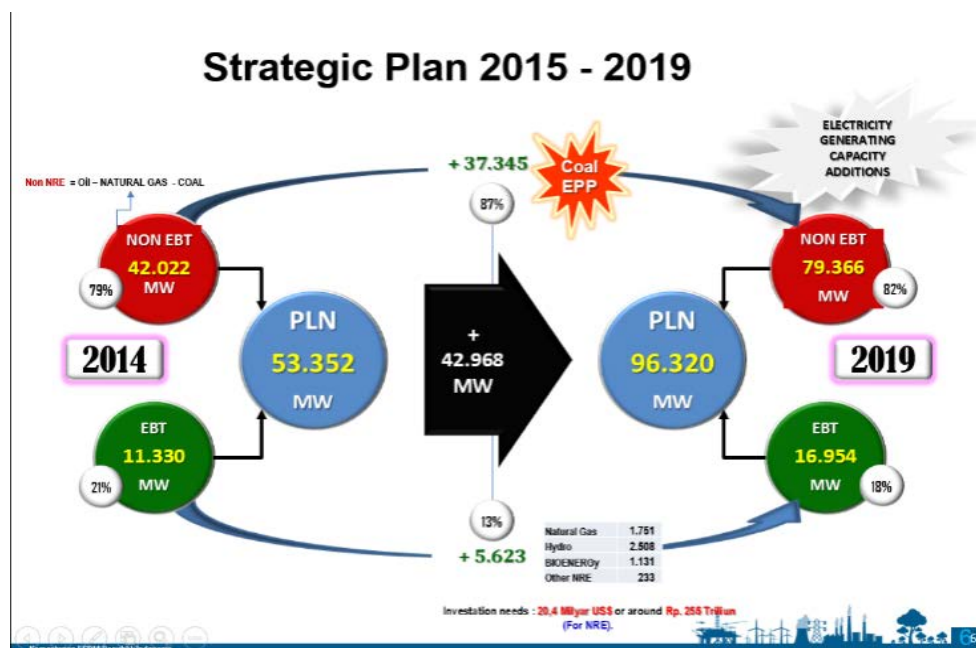 Strategic Plan 2015 - 2019
ELECTRICITY
GENERATING
CAPACITY
ADDITIONS
+ 37.345
Coal
EPP
87%
Non NRE = Oil – NATURAL GAS - COAL
NON EBT
42.022
MW
79%
NON EBT
79.366
MW
82%
2014
PLN
53.352
MW
+
42.968
MW
PLN
96.320
MW
2019
EBT
11.330
MW
21%
EBT
16.954
MW
18%
13%
+ 5.623
Natural Gas 1.751
Hydro 2.508
BIOENERGy 1.131
Other NRE 233
Investation needs : 20,4 Milyar US$ or around Rp. 255 Trilliun
(For NRE).
6